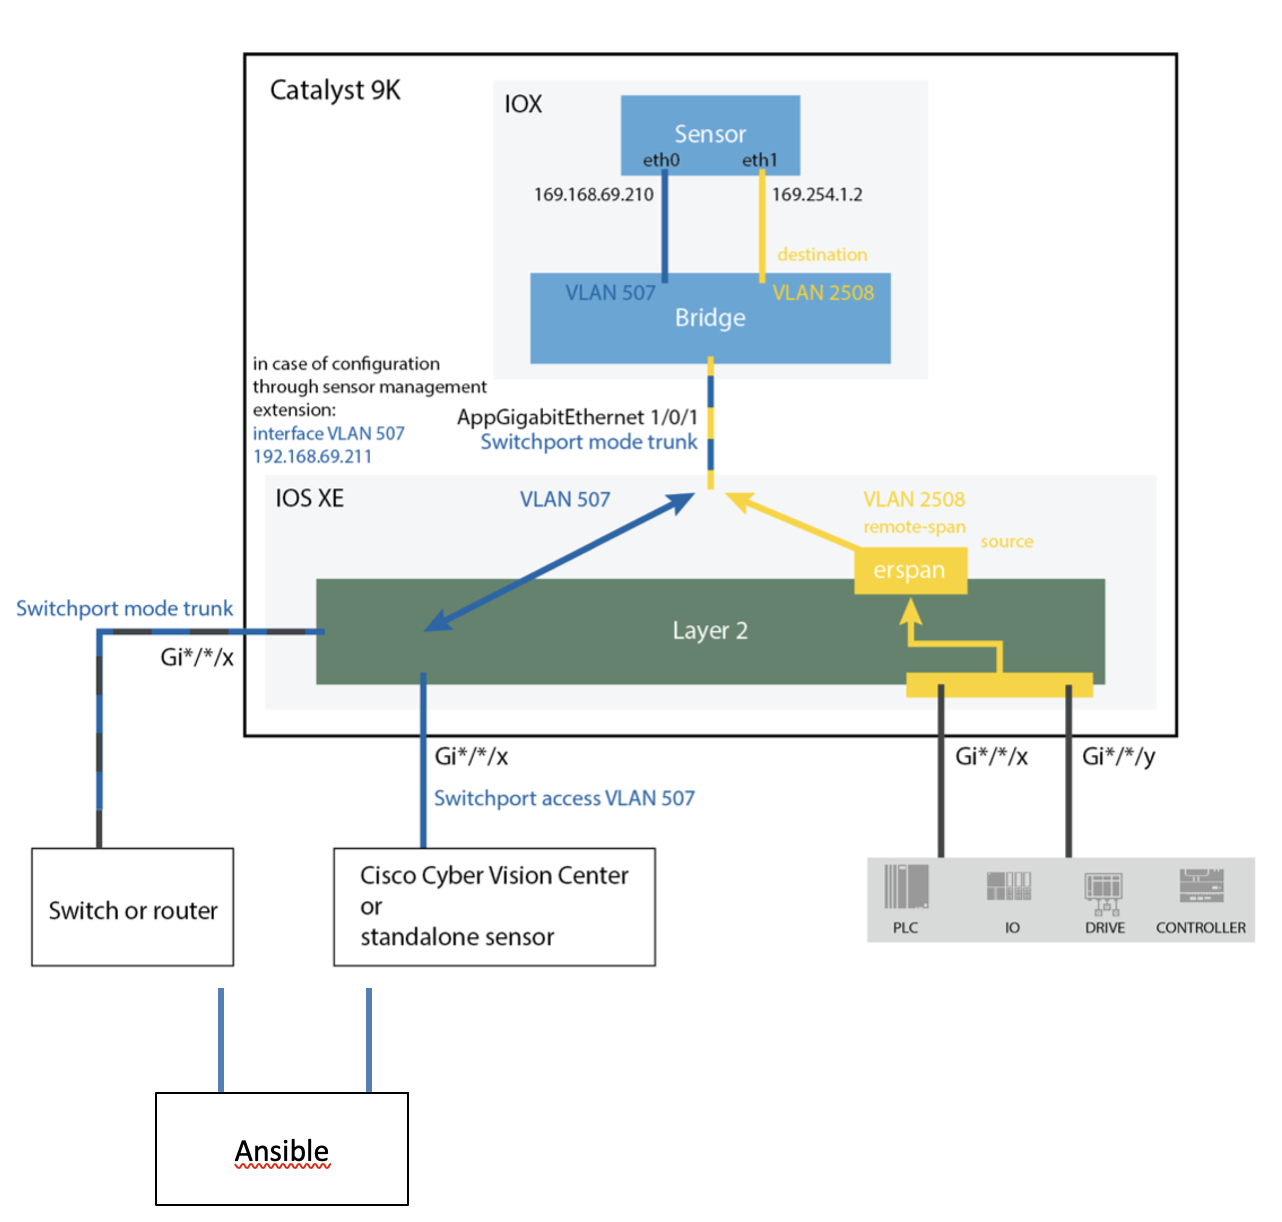 Catalyst 9K
IOX
Sensor
eth0
eth1
169.168.69.210
169.254.1.2
destination
VLAN 507
VLAN 2508
Bridge
in case of configuration
through sensor management
extension:
interface VLAN 507
192.168.69.211
AppGigabitEthernet 1/0/1
Switchport mode trunk
IOS XE
VLAN 507
VLAN 2508
remote-span
source
erspan
Layer 2
Switchport mode trunk
Gi*/*/x
Gi*/*/x
Switchport access VLAN 507
Gi*/*/x
Gi*/*/y
Switch or router
Cisco Cyber Vision Center
or
standalone sensor
PLC
IO
DRIVE
CONTROLLER
Ansible